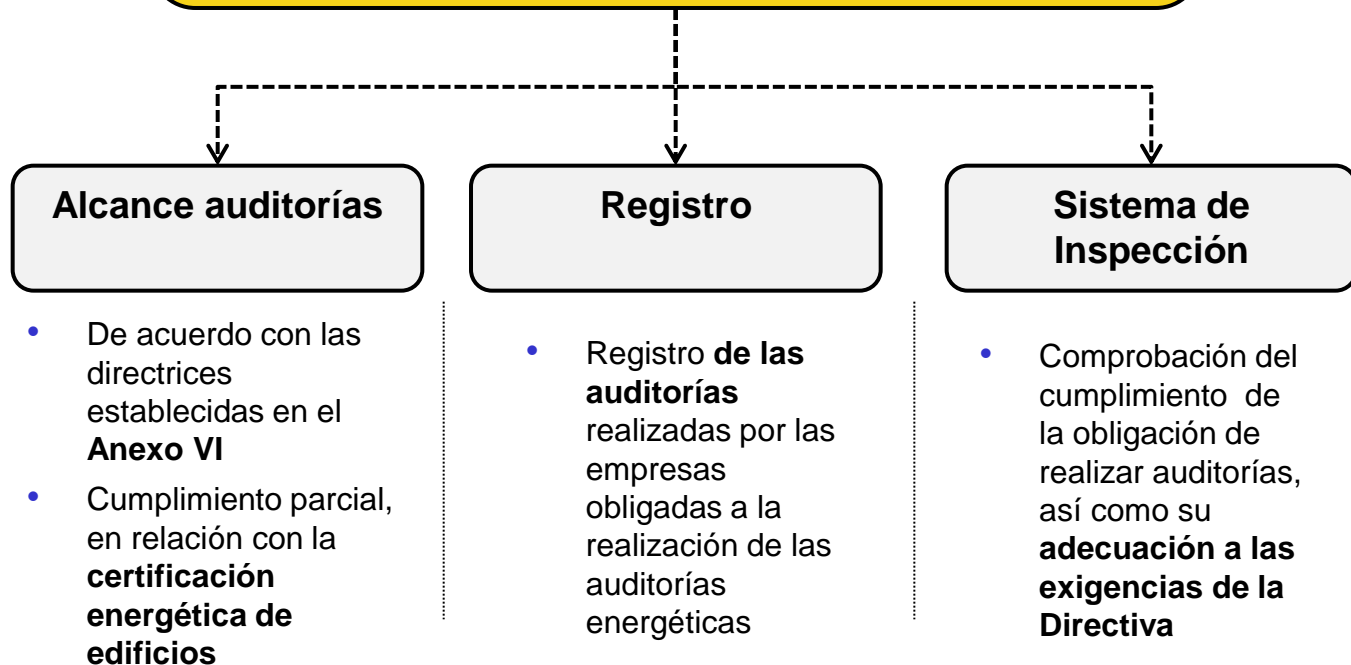 Alcance auditorías
De acuerdo con las
directrices
establecidas en el
Anexo VI
Cumplimiento parcial,
en relación con la
certificación
energética de
edificios
Registro
Registro de las
auditorías
realizadas por las
empresas
obligadas a la
realización de las
auditorías
energéticas
Sistema de
Inspección
Comprobación del
cumplimiento de
la obligación de
realizar auditorías,
así como su
adecuación a las
exigencias de la
Directiva